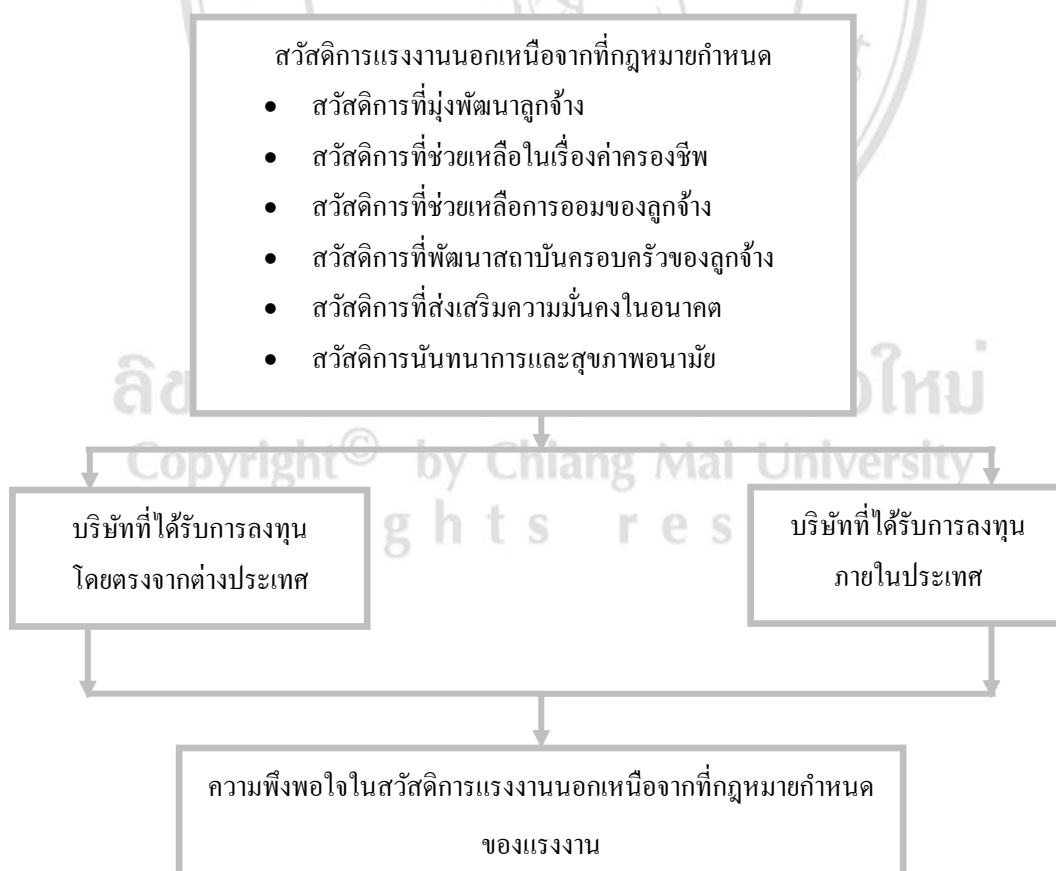 สวัสดิการแรงงานนอกเหนือจากที่กฎหมายกำหนด
• สวัสดิการที่มุ่งพัฒนาลูกจ้าง
• สวัสดิการที่ช่วยเหลือในเรื่องค่าครองชีพ
• สวัสดิการที่ช่วยเหลือการออมของลูกจ้าง
• สวัสดิการที่พัฒนาสถาบันครอบครัวของลูกจ้าง
• สวัสดิการที่ส่งเสริมความมั่นคงในอนาคต
• สวัสดิการนันทนาการและสุขภาพอนามัย
Copyright© by Chiang Mai University
บริษัทที่ได้รับการลงทุน
โดยตรงจากต่างประเทศ
บริษัทที่ได้รับการลงทุน
ภายในประเทศ
ความพึงพอใจในสวัสดิการแรงงานนอกเหนือจากที่กฎหมายกำหนด
ของแรงงาน